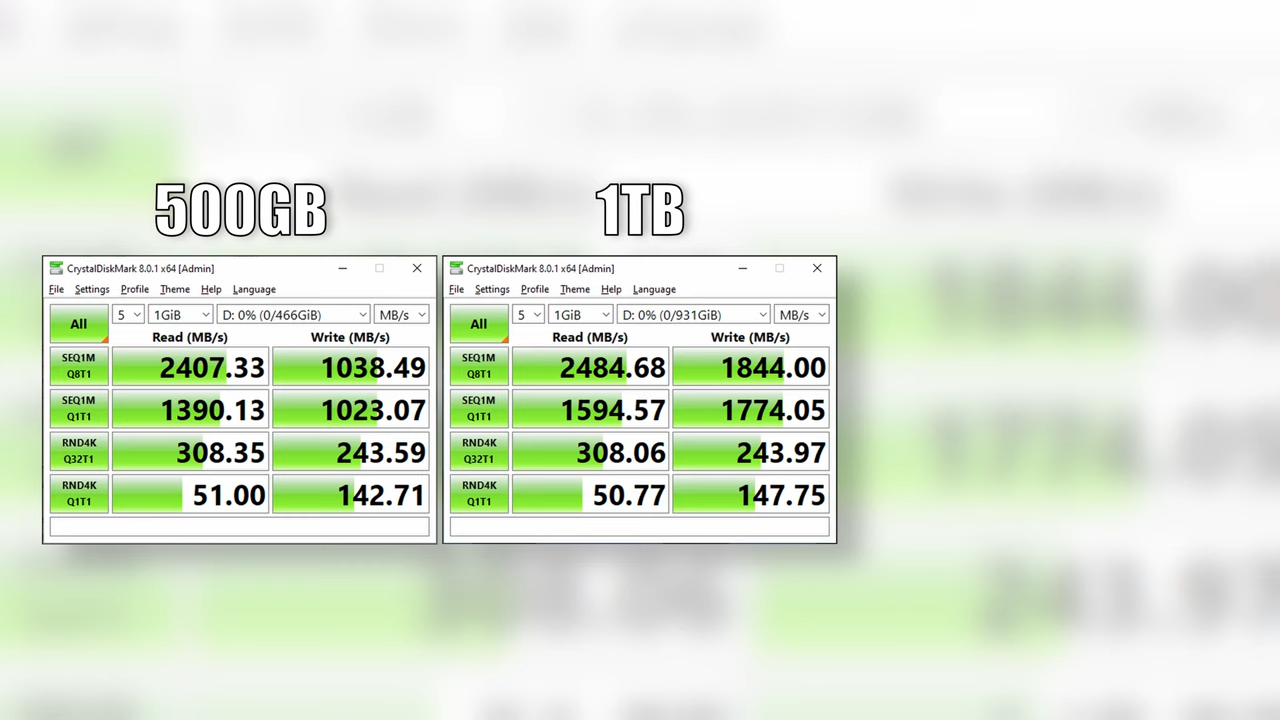 500GB
CrystalDiskMark 8.0.1 x64 [Admin]
File Settings Profile Theme Help Language
All 5 1GiB D: 0% (0/466GiB) MB/s
Read (MB/s) Write (MB/s)
SEQ1M Q8T1 2407.33 1038.49
SEQ1M Q1T1 1390.13 1023.07
RND4K Q32T1 308.35 243.59
RND4K Q1T1 51.00 142.71
1TB
CrystalDiskMark 8.0.1 x64 [Admin]
File Settings Profile Theme Help Language
All 5 1GiB D: 0% (0/931GiB) MB/s
Read (MB/s) Write (MB/s)
SEQ1M Q8T1 2484.68 1844.00
SEQ1M Q1T1 1594.57 1774.05
RND4K Q32T1 308.06 243.97
RND4K Q1T1 50.77 147.75